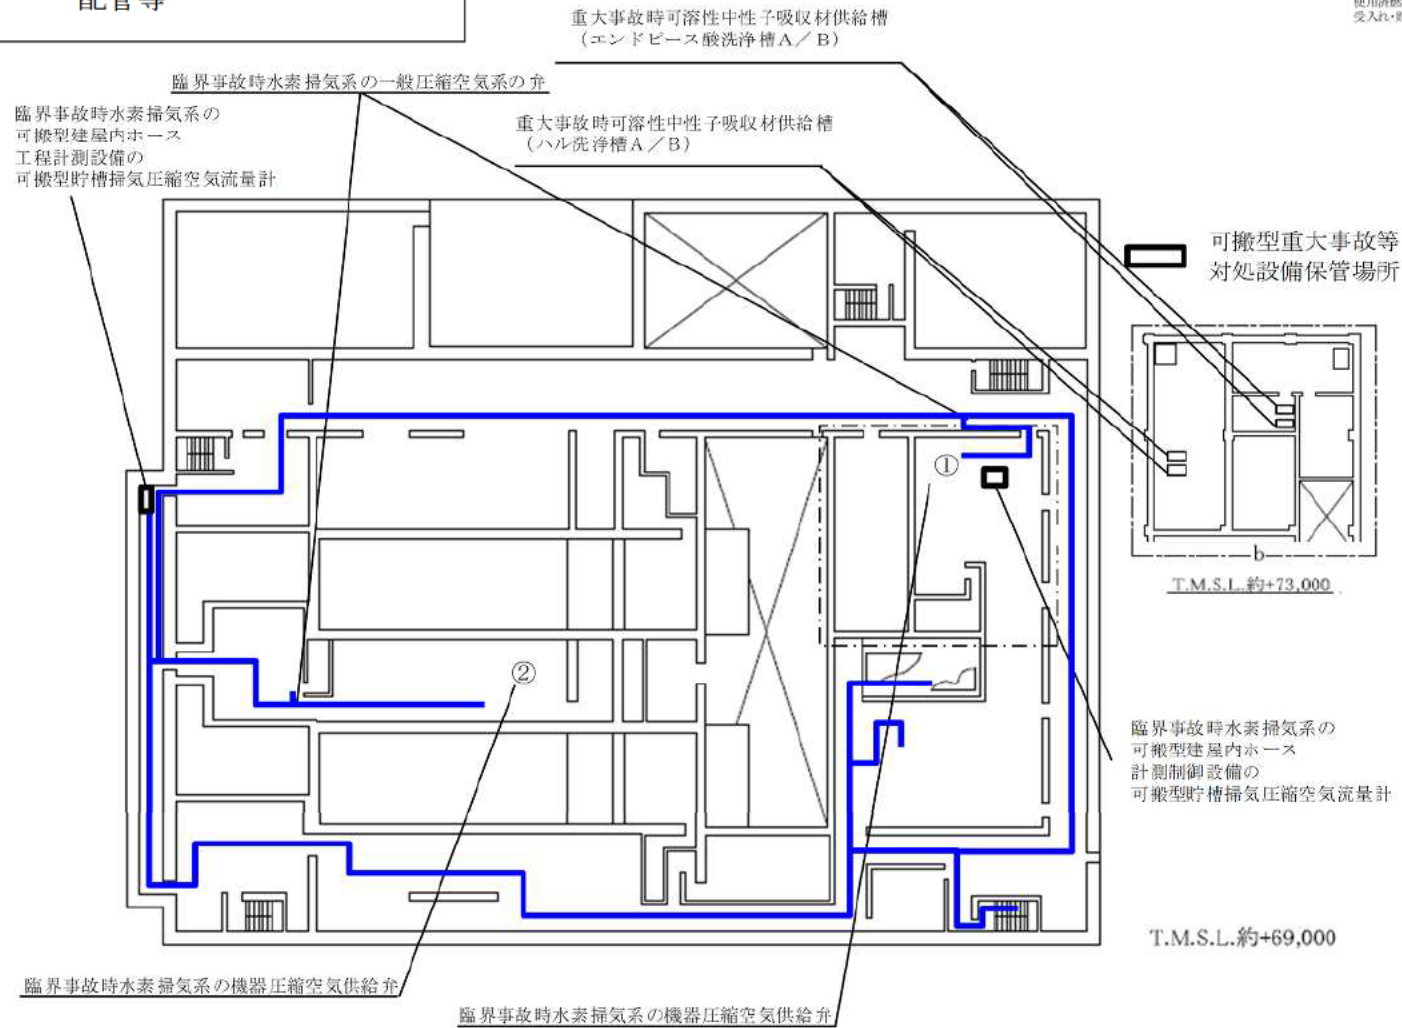 配管等
使用済燃
受入れ・貯
重大事故時可溶性中性子吸収材供給槽
（エンドピース酸洗浄槽A／B）
臨界事故時水素掃気系の一般圧縮空気系の弁
臨界事故時水素掃気系の
可搬型建屋内ホース
工程計測設備の
可搬型貯槽掃気圧縮空気流量計
重大事故時可溶性中性子吸収材供給槽
（ハル洗浄槽A／B）
可搬型重大事故等
対処設備保管場所
①
b
T.M.S.L.約+73,000
②
臨界事故時水素掃気系の
可搬型建屋内ホース
計測制御設備の
可搬型貯槽掃気圧縮空気流量計
T.M.S.L.約+69,000
臨界事故時水素掃気系の機器圧縮空気供給弁
臨界事故時水素掃気系の機器圧縮空気供給弁